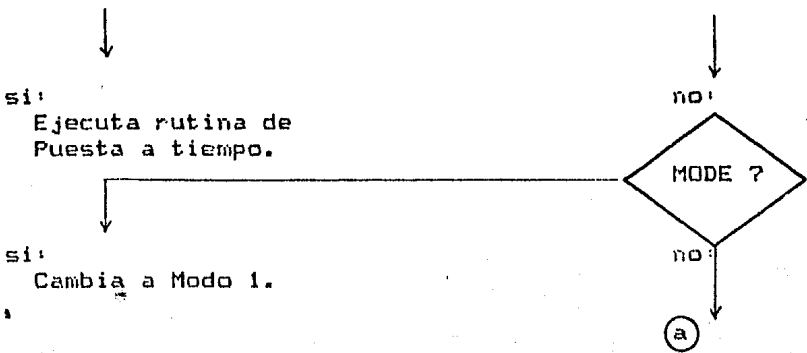 si:
no:
Ejecuta rutina de
Puesta a tiempo.
MODE ?
si:
no:
Cambia a Modo 1.
a